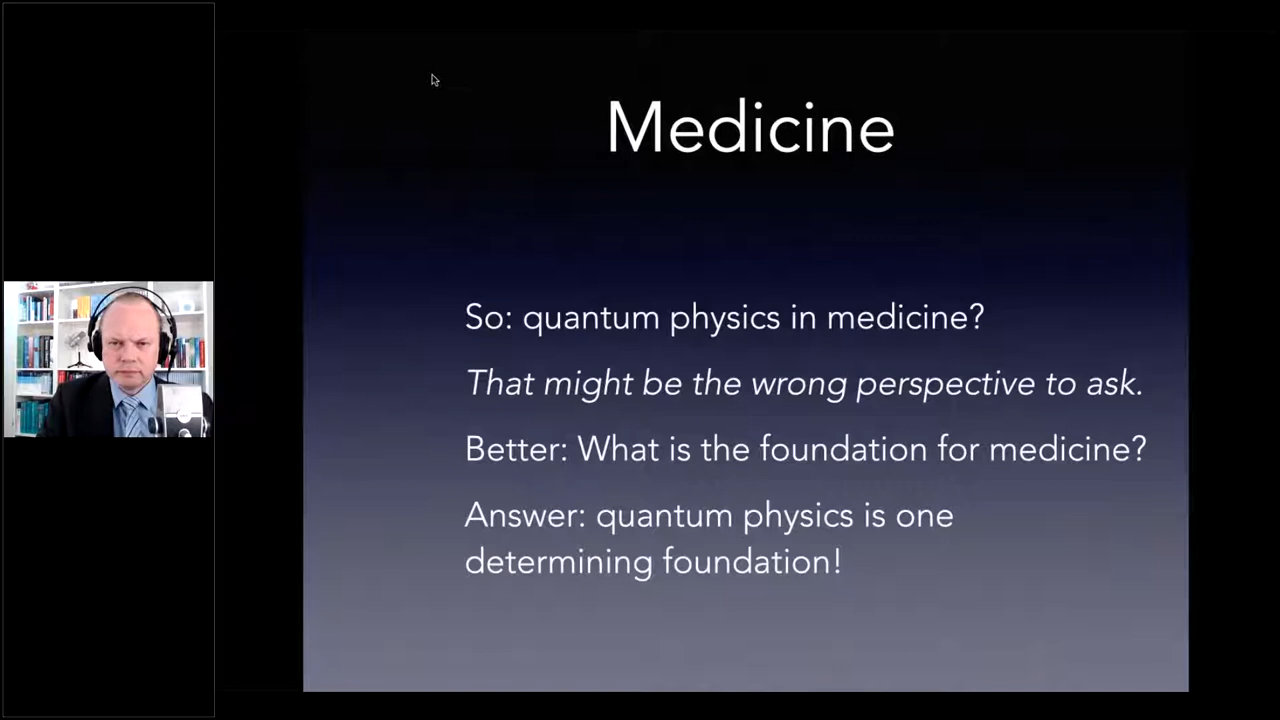 Medicine
So: quantum physics in medicine?
That might be the wrong perspective to ask.
Better: What is the foundation for medicine?
Answer: quantum physics is one
determining foundation!